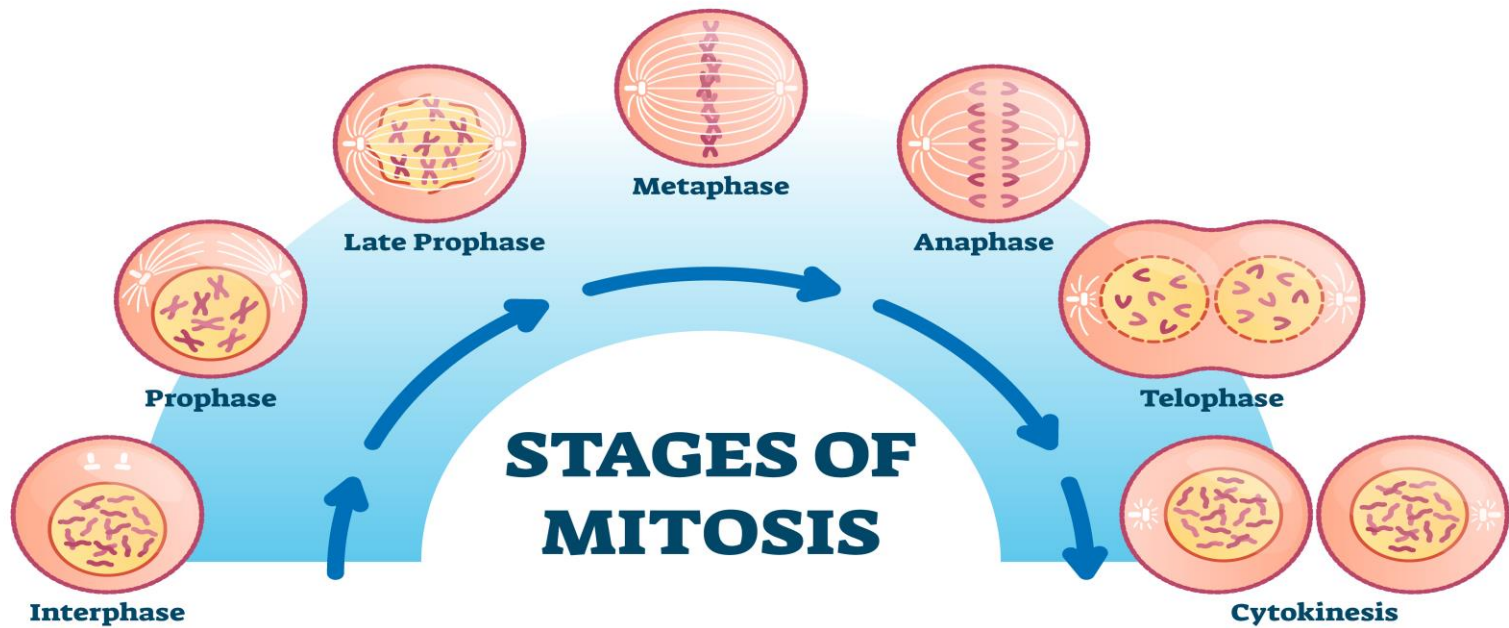 Interphase
Prophase
Late Prophase
Metaphase
Anaphase
Telophase
Cytokinesis
STAGES OF
MITOSIS